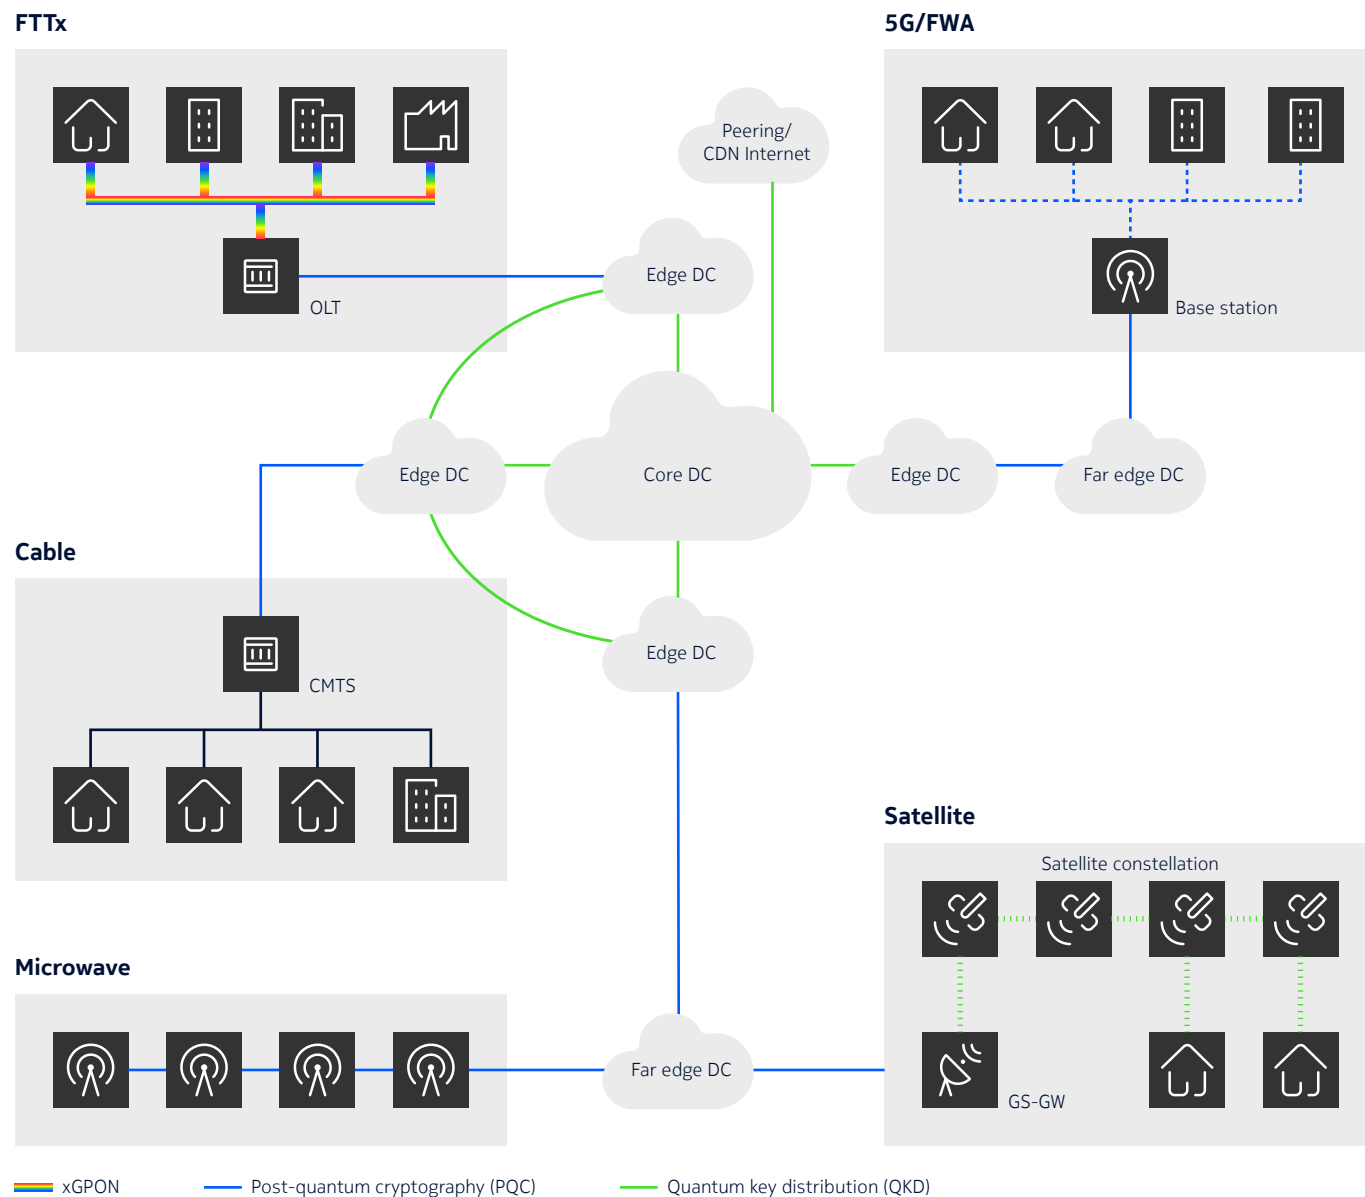 FTTx
5G/FWA
Peering/
CDN Internet
Edge DC
OLT
Base station
Edge DC
Core DC
Edge DC
Far edge DC
Cable
Edge DC
CMTS
Satellite
Satellite constellation
Microwave
Far edge DC
GS-GW
xGPON
Post-quantum cryptography (PQC)
Quantum key distribution (QKD)